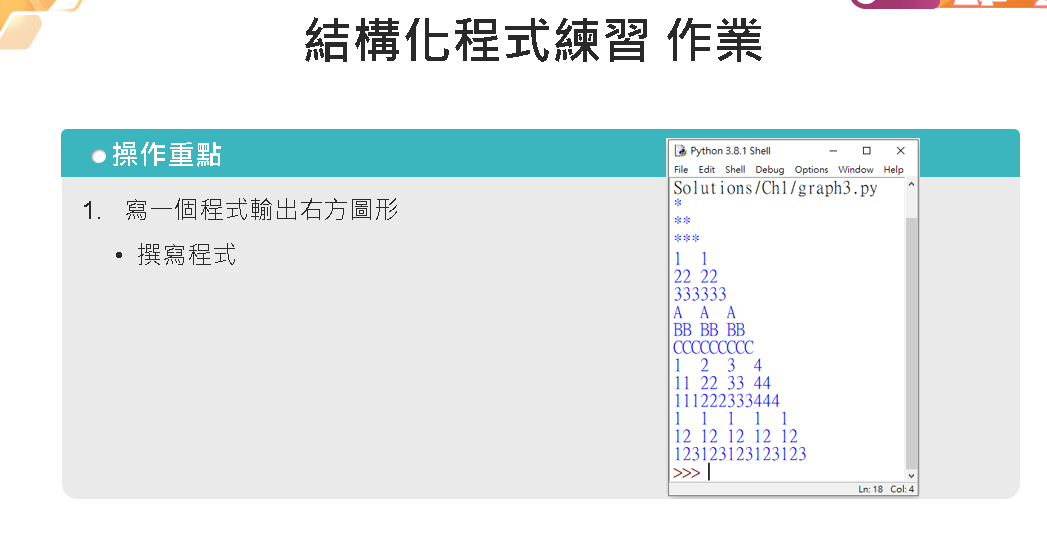 結構化程式練習 作業
操作重點
1. 寫一個程式輸出右方圖形
• 撰寫程式
Python 3.8.1 Shell
File Edit Shell Debug Options Window Help
Solutions/Ch1/graph3.py
*
**
***
1  1
22 22
333333
A  A  A
BB BB BB
CCCCCCCCC
1  2  3  4
11 22 33 44
111222333444
1  1  1  1  1
12 12 12 12 12
123123123123123
>>>
Ln: 18 Col: 4